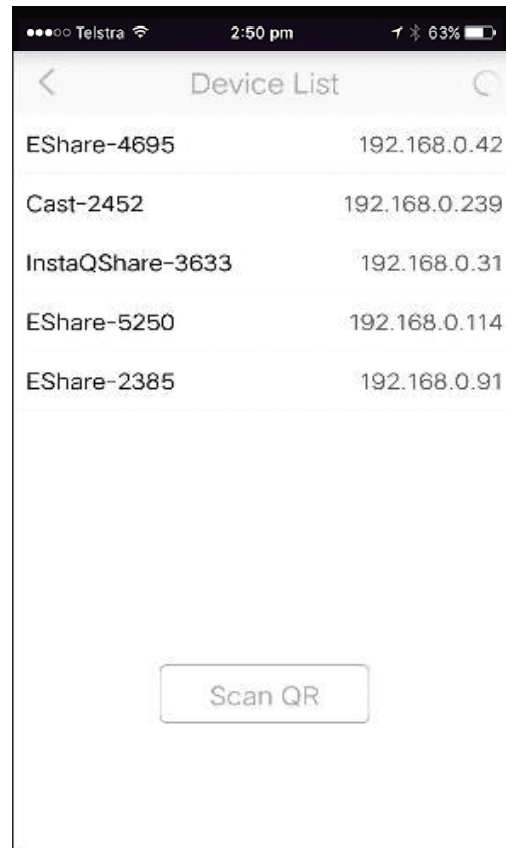 Telstra 2:50 pm 63%
Device List
EShare-4695 192.168.0.42
Cast-2452 192.168.0.239
InstaQShare-3633 192.168.0.31
EShare-5250 192.168.0.114
EShare-2385 192.168.0.91
Scan QR